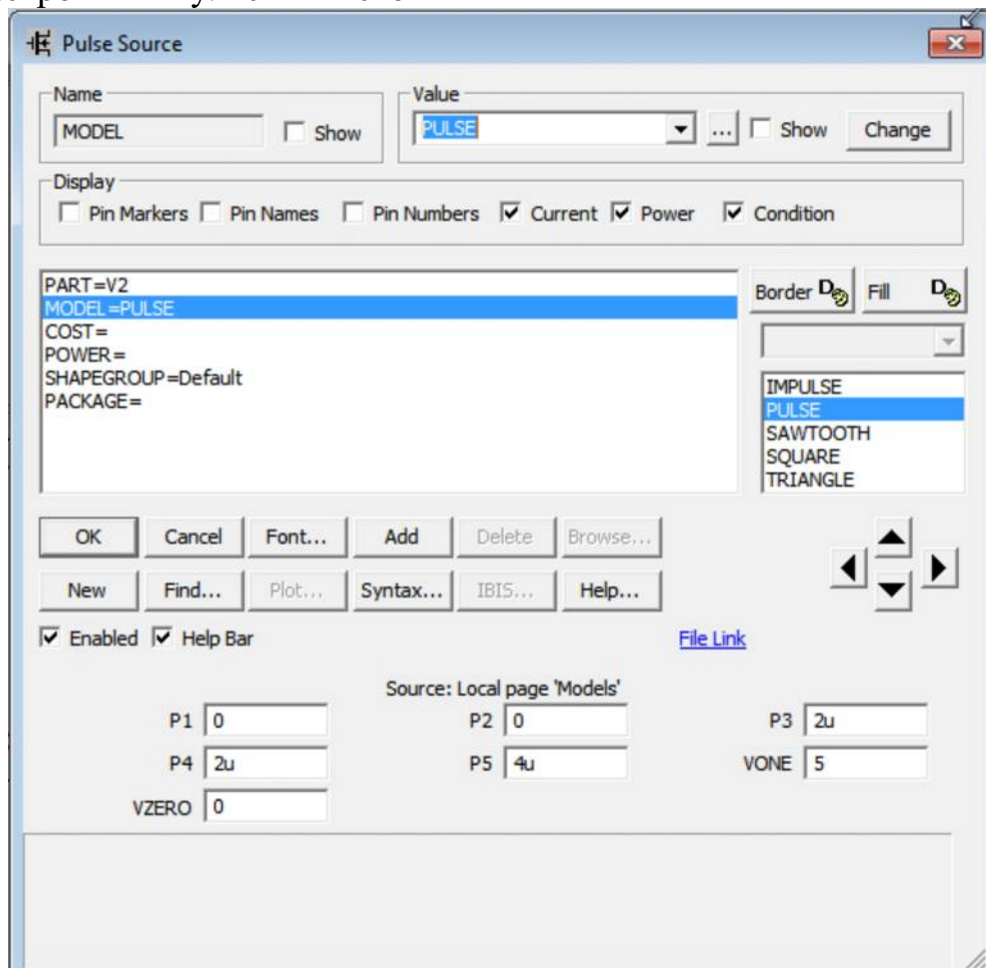 Pulse Source
Name
MODEL
Show
Value
PULSE
...
Show
Change
Display
Pin Markers
Pin Names
Pin Numbers
Current
Power
Condition
PART=V2
MODEL=PULSE
COST=
POWER=
SHAPEGROUP=Default
PACKAGE=
Border
Fill
IMPULSE
PULSE
SAWTOOTH
SQUARE
TRIANGLE
OK
Cancel
Font...
Add
Delete
Browse...
New
Find...
Plot...
Syntax...
IBIS...
Help...
Enabled
Help Bar
File Link
Source: Local page 'Models'
P1 0
P2 0
P3 2u
P4 2u
P5 4u
VONE 5
VZERO 0